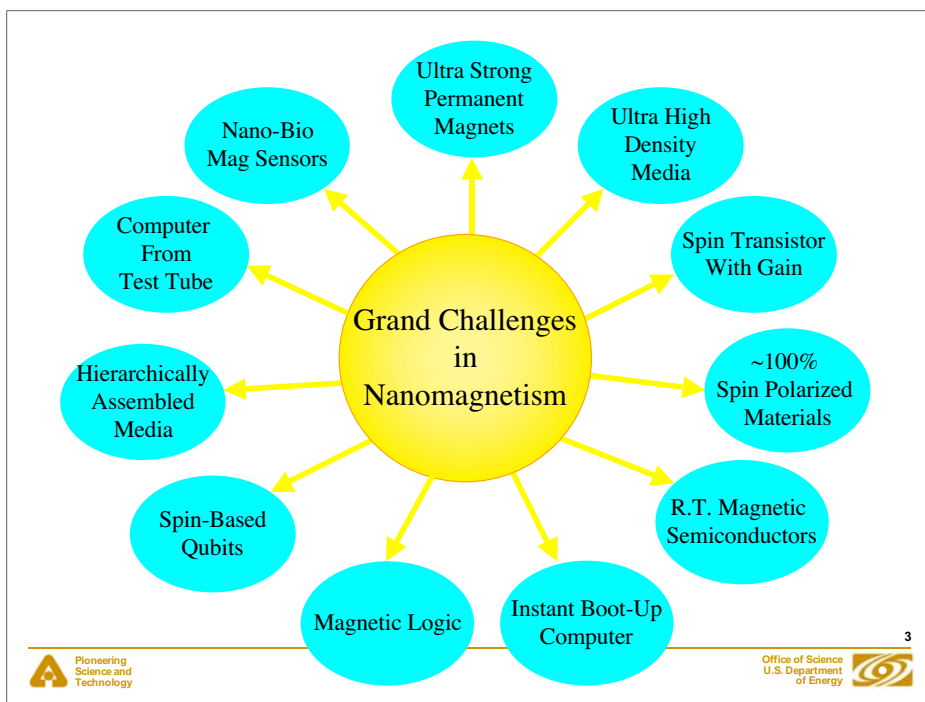 Ultra Strong
Permanent
Magnets
Ultra High
Density
Media
Spin Transistor
With Gain
~100%
Spin Polarized
Materials
R.T. Magnetic
Semiconductors
Instant Boot-Up
Computer
Magnetic Logic
Spin-Based
Qubits
Hierarchically
Assembled
Media
Computer
From
Test Tube
Nano-Bio
Mag Sensors
Grand Challenges
in
Nanomagnetism
3
Pioneering
Science and
Technology
Office of Science
U.S. Department
of Energy